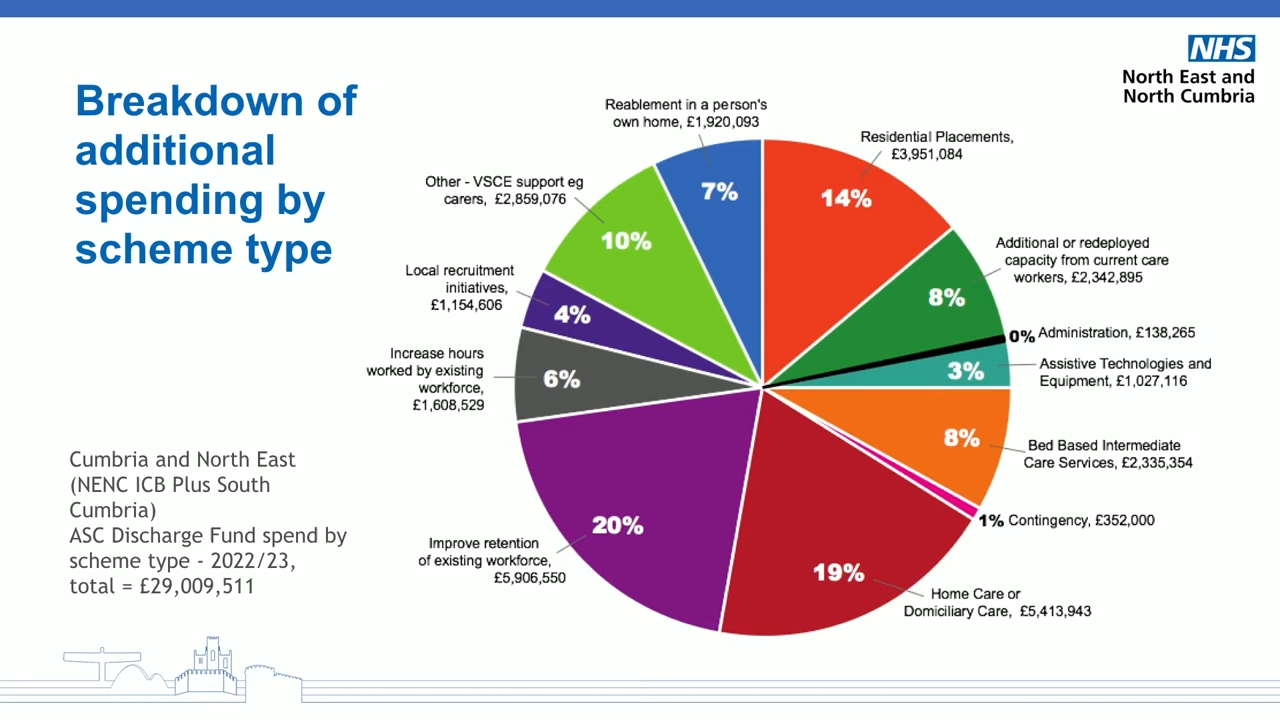 NHS
North East and
North Cumbria
Breakdown of
additional
spending by
scheme type
Cumbria and North East
(NENC ICB Plus South
Cumbria)
ASC Discharge Fund spend by
scheme type - 2022/23,
total = £29,009,511
Reablement in a person's
own home, £1,920,093
7%
Residential Placements,
£3,951,084
14%
Additional or redeployed
capacity from current care
workers, £2,342,895
8%
0% Administration, £138,265
Assistive Technologies and
Equipment, £1,027,116
3%
Bed Based Intermediate
Care Services, £2,335,354
8%
1% Contingency, £352,000
Home Care or
Domiciliary Care, £5,413,943
19%
Improve retention
of existing workforce,
£5,906,550
20%
Increase hours
worked by existing
workforce,
£1,608,529
6%
Local recruitment
initiatives,
£1,154,606
4%
Other - VSCE support eg
carers, £2,859,076
10%